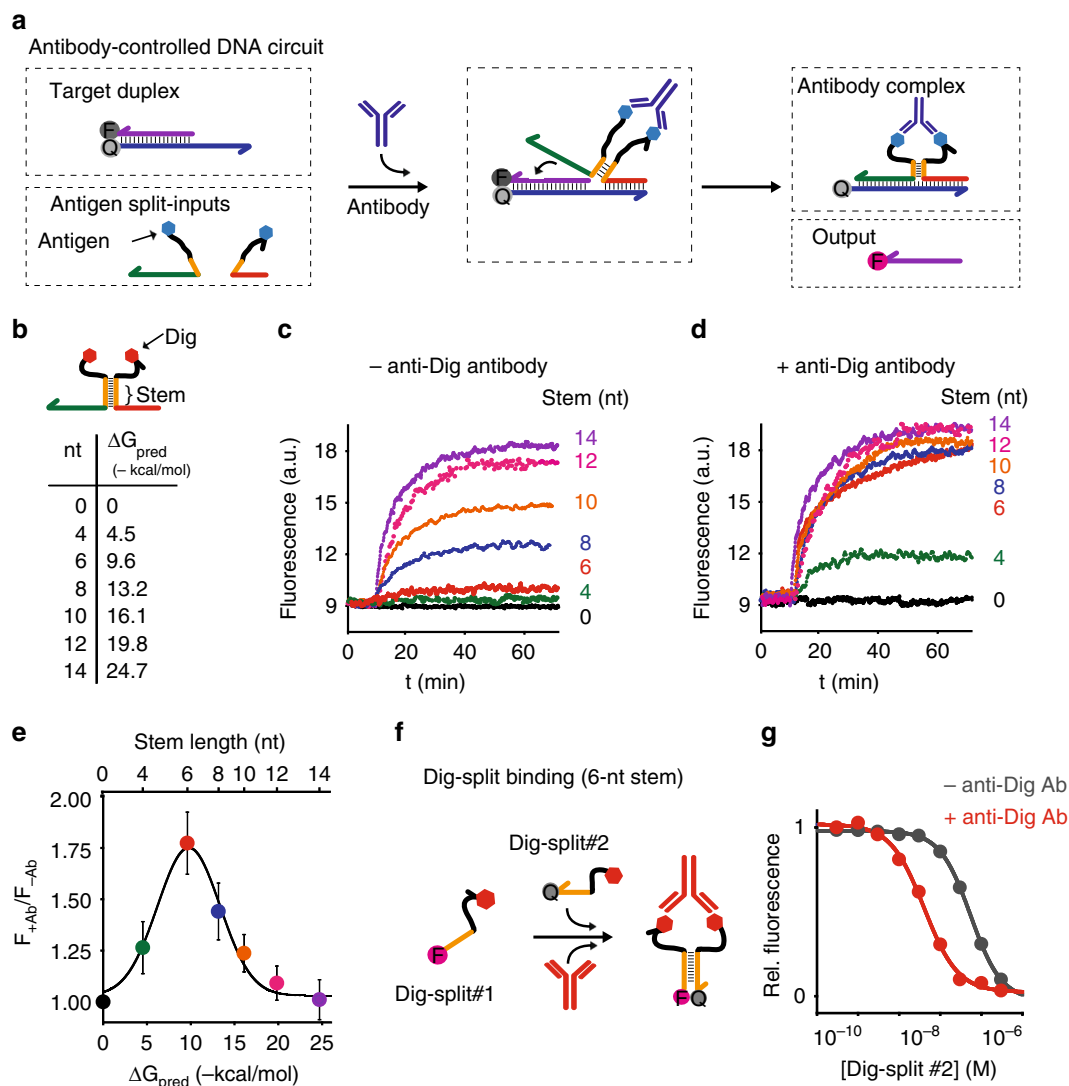 a
Antibody-controlled DNA circuit
Target duplex
F
Q
Antigen split-inputs
Antigen
Antibody
F
Q
Antibody complex
Q
Output
F
b
Dig
} Stem
nt ΔGpred (– kcal/mol)
0 0
4 4.5
6 9.6
8 13.2
10 16.1
12 19.8
14 24.7
c
– anti-Dig antibody
Stem (nt)
Fluorescence (a.u.)
18
15
12
9
0 20 40 60
t (min)
14
12
10
8
6
4
0
d
+ anti-Dig antibody
Fluorescence (a.u.)
18
15
12
9
0 20 40 60
t (min)
14
12
10
8
6
4
0
e
Stem length (nt)
0 4 6 8 10 12 14
F+Ab/F–Ab
2.00
1.75
1.50
1.25
1.00
0 5 10 15 20 25
ΔGpred (–kcal/mol)
f
Dig-split binding (6-nt stem)
Dig-split#2
Q
F
Dig-split#1
F Q
g
– anti-Dig Ab
+ anti-Dig Ab
Rel. fluorescence
1
0
10⁻¹⁰ 10⁻⁸ 10⁻⁶
[Dig-split #2] (M)